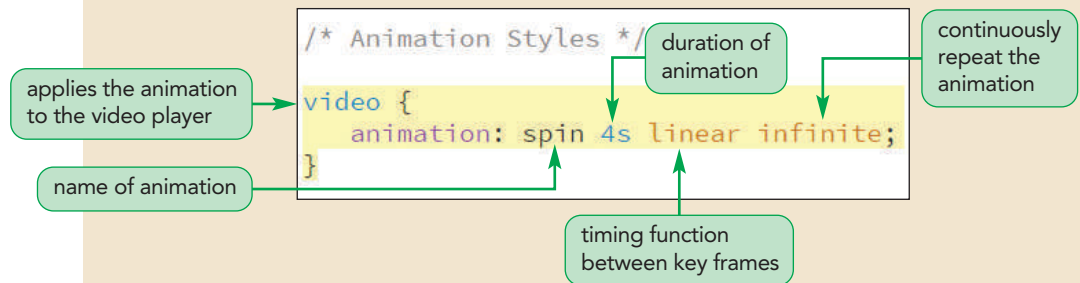 /* Animation Styles */
duration of
animation
continuously
repeat the
animation
applies the animation
to the video player
video {
animation: spin 4s linear infinite;
}
name of animation
timing function
between key frames